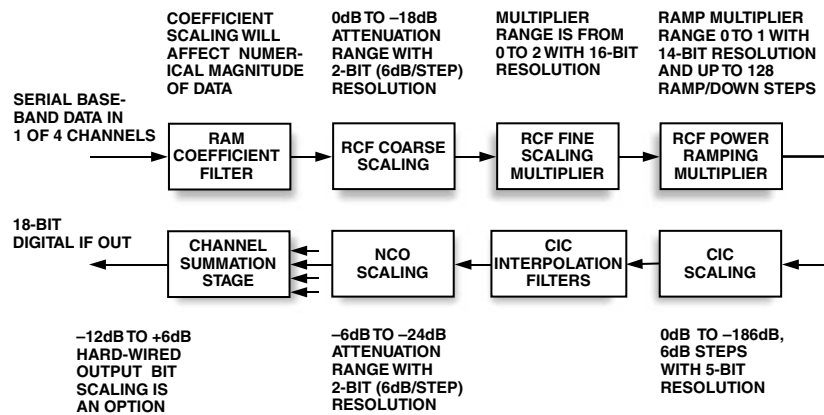 COEFFICIENT
SCALING WILL
AFFECT NUMER-
ICAL MAGNITUDE
OF DATA
0dB TO –18dB
ATTENUATION
RANGE WITH
2-BIT (6dB/STEP)
RESOLUTION
MULTIPLIER
RANGE IS FROM
0 TO 2 WITH 16-BIT
RESOLUTION
RAMP MULTIPLIER
RANGE 0 TO 1 WITH
14-BIT RESOLUTION
AND UP TO 128
RAMP/DOWN STEPS
SERIAL BASE-
BAND DATA IN
1 OF 4 CHANNELS
RAM
COEFFICIENT
FILTER
RCF COARSE
SCALING
RCF FINE
SCALING
MULTIPLIER
RCF POWER
RAMPING
MULTIPLIER
18-BIT
DIGITAL IF OUT
CHANNEL
SUMMATION
STAGE
NCO
SCALING
CIC
INTERPOLATION
FILTERS
CIC
SCALING
–12dB TO +6dB
HARD-WIRED
OUTPUT BIT
SCALING IS
AN OPTION
–6dB TO –24dB
ATTENUATION
RANGE WITH
2-BIT (6dB/STEP)
RESOLUTION
0dB TO –186dB,
6dB STEPS
WITH 5-BIT
RESOLUTION